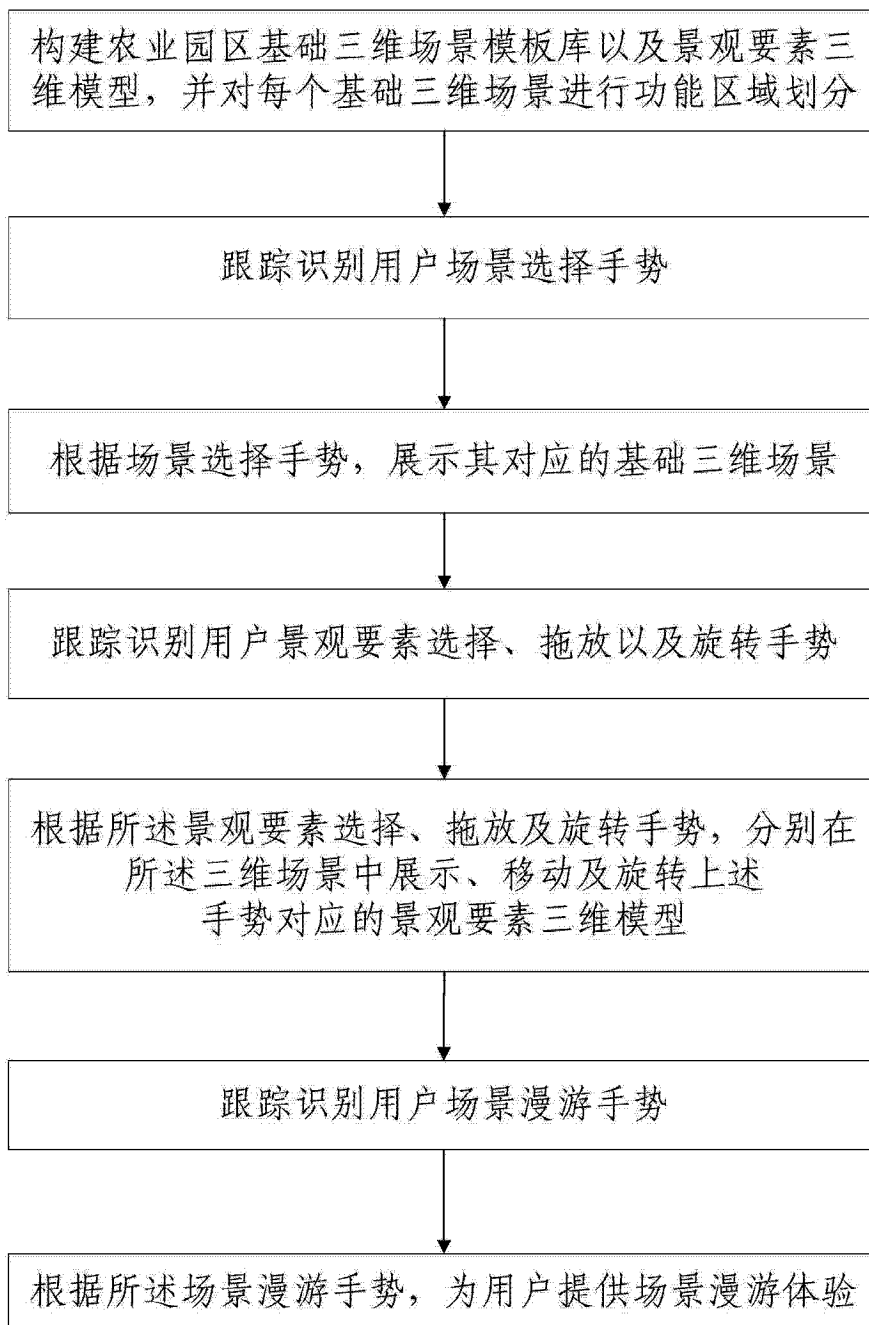 构建农业园区基础三维场景模板库以及景观要素三
维模型，并对每个基础三维场景进行功能区域划分
跟踪识别用户场景选择手势
根据场景选择手势，展示其对应的基础三维场景
跟踪识别用户景观要素选择、拖放以及旋转手势
根据所述景观要素选择、拖放及旋转手势，分别在
所述三维场景中展示、移动及旋转上述
手势对应的景观要素三维模型
跟踪识别用户场景漫游手势
根据所述场景漫游手势，为用户提供场景漫游体验